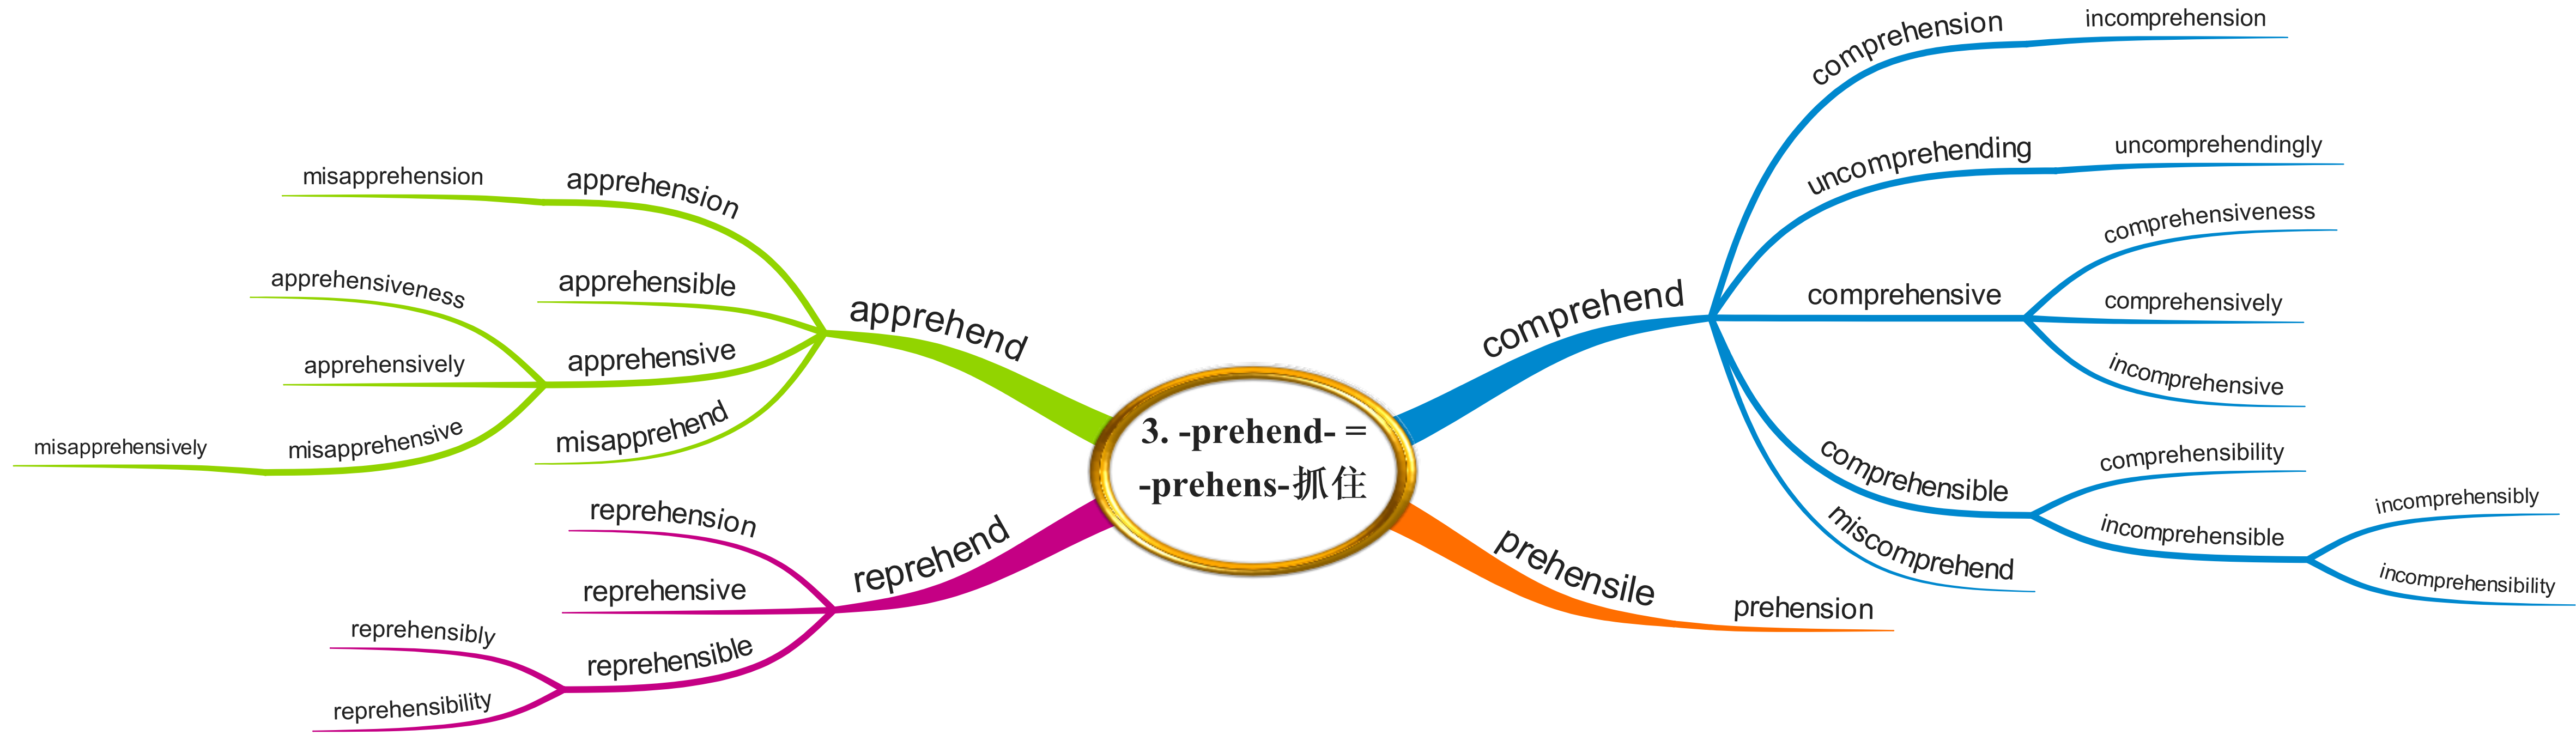 3. -prehend- =
-prehens-抓住
comprehend
comprehension
incomprehension
uncomprehending
uncomprehendingly
comprehensive
comprehensiveness
comprehensively
incomprehensive
comprehensible
comprehensibility
incomprehensible
incomprehensibly
incomprehensibility
miscomprehend
prehensile
prehension
apprehend
apprehension
misapprehension
apprehensible
apprehensive
apprehensiveness
apprehensively
misapprehensive
misapprehensively
misapprehend
reprehend
reprehension
reprehensive
reprehensible
reprehensibly
reprehensibility